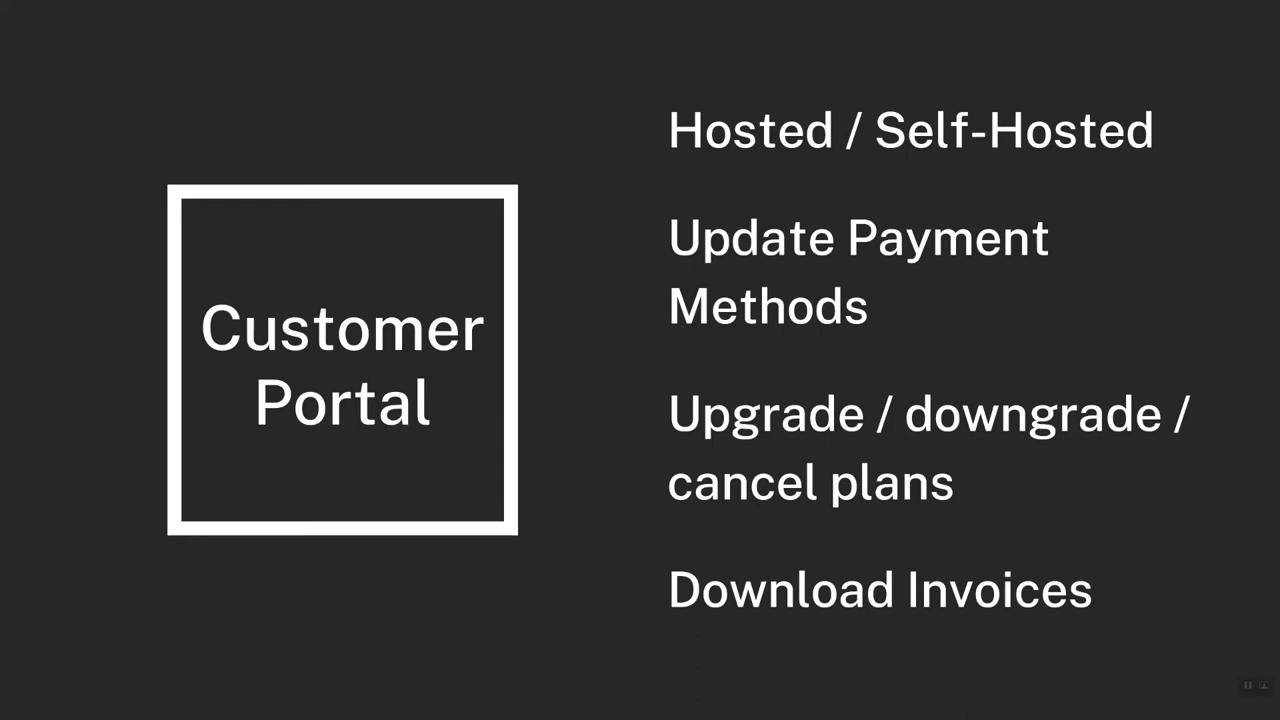 Customer
Portal
Hosted / Self-Hosted
Update Payment
Methods
Upgrade / downgrade /
cancel plans
Download Invoices